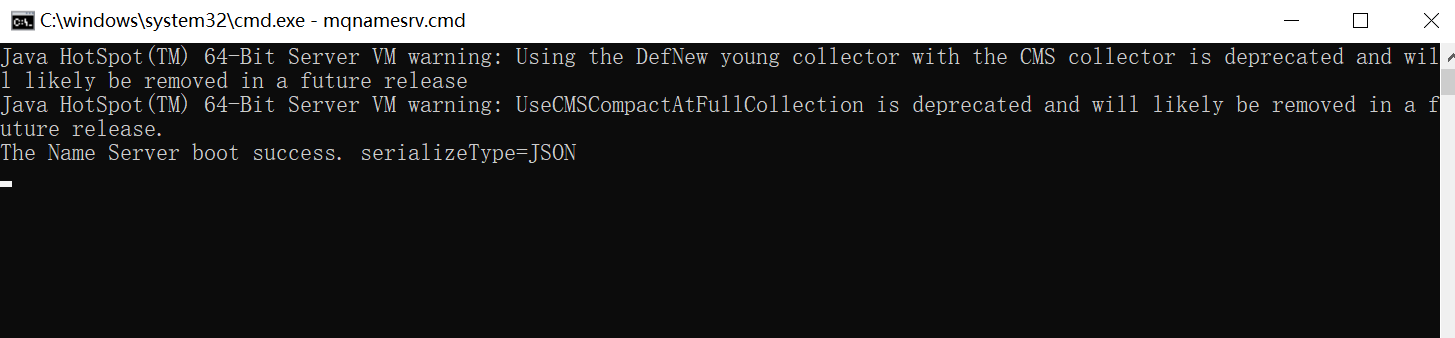 C:\windows\system32\cmd.exe - mqnamesrv.cmd
Java HotSpot(TM) 64-Bit Server VM warning: Using the DefNew young collector with the CMS collector is deprecated and wil
l likely be removed in a future release
Java HotSpot(TM) 64-Bit Server VM warning: UseCMSCompactAtFullCollection is deprecated and will likely be removed in a f
uture release.
The Name Server boot success. serializeType=JSON